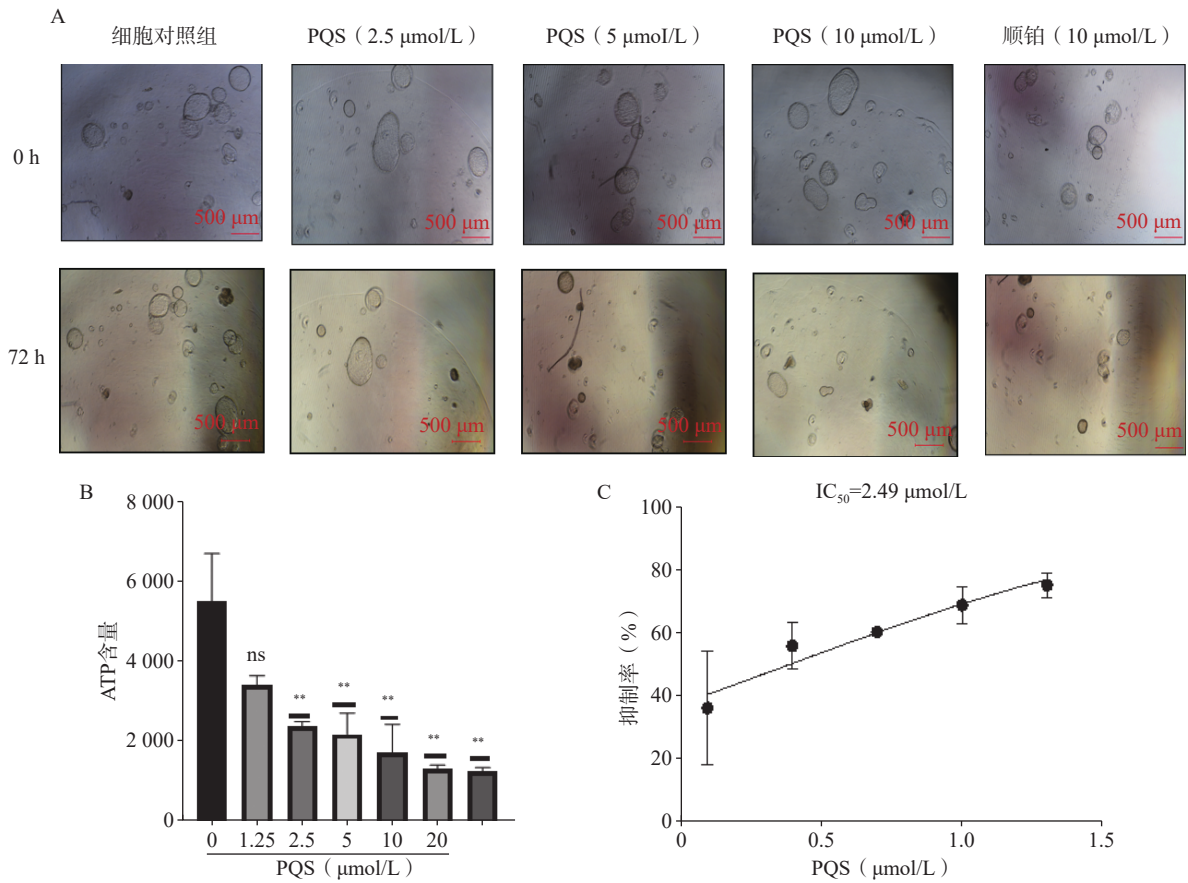 A
细胞对照组 PQS（2.5 μmol/L） PQS（5 μmol/L） PQS（10 μmol/L） 顺铂（10 μmol/L）
0 h
500 μm 500 μm 500 μm 500 μm 500 μm
72 h
500 μm 500 μm 500 μm 500 μm 500 μm
B
8 000
6 000
4 000
2 000
0
ATP含量
ns ** ** ** ** **
0 1.25 2.5 5 10 20
PQS（μmol/L）
C
IC50=2.49 μmol/L
100
80
60
40
20
0
抑制率（%）
0 0.5 1.0 1.5
PQS（μmol/L）